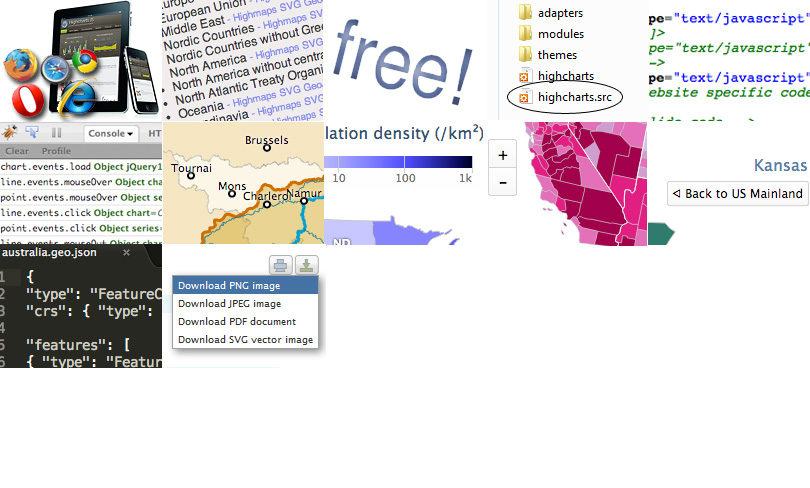 European Union
Middle East - Highmaps SVG Geo
Nordic Countries - Highmaps
Nordic Countries without Gree
North America - Highmaps SVG
North America without centra
North Atlantic Treaty Organi
Oceania - Highmaps SVG Geo
free!
adapters
modules
themes
highcharts
highcharts.src
pe="text/javascript"
]>
pe="text/javascript"
->
pe="text/javascript"
ebsite specific code
Console
HT
Clear Profile
chart.events.load Object jQuery1
line.events.mouseOver Object cha
point.events.mouseOver Object se
line.events.click Object chart=
point.events.click Object series=
line.events.mouseOut Object chart
Brussels
Tournai
Mons
Charleroi
Namur
lation density (/km²)
10 100 1k
ND
+
-
Kansas
Back to US Mainland
australia.geo.json ×
1 {
2 "type": "FeatureC
3 "crs": { "type":
4
5 "features": [
6 { "type": "Featur
Download PNG image
Download JPEG image
Download PDF document
Download SVG vector image